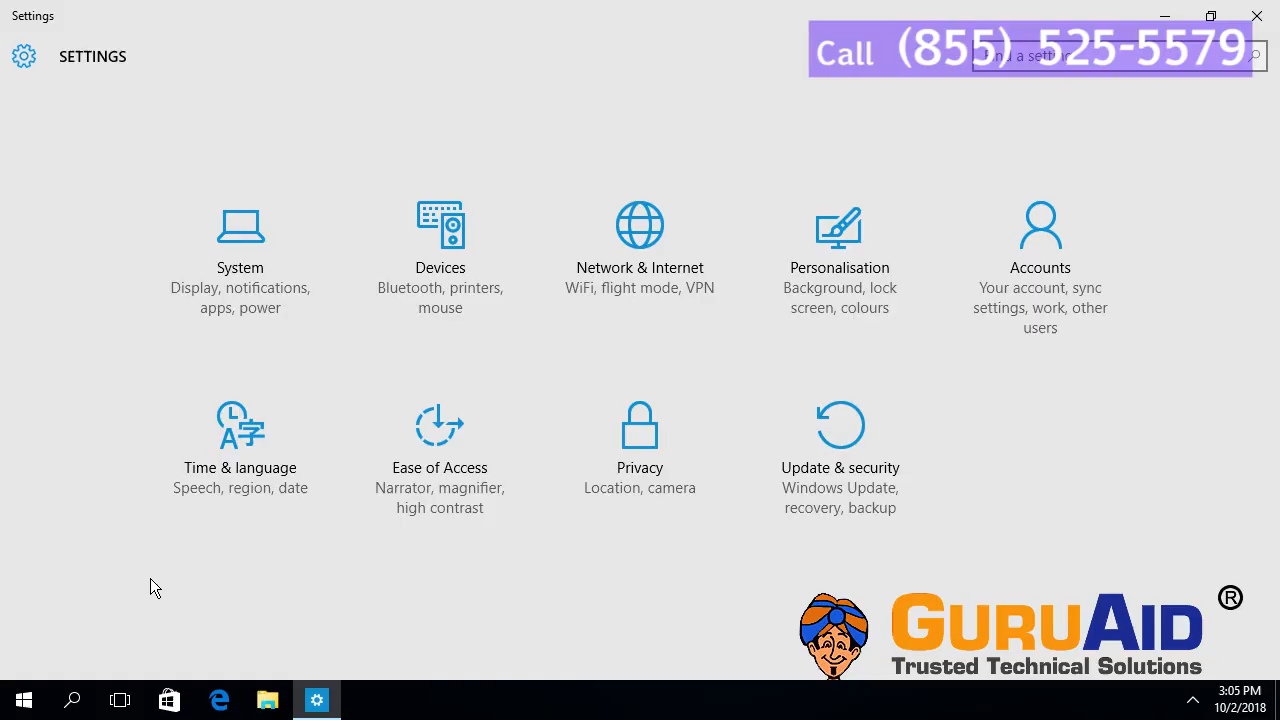 Settings
SETTINGS
Call (855) 525-5579
Find a setting
System
Display, notifications,
apps, power
Devices
Bluetooth, printers,
mouse
Network & Internet
WiFi, flight mode, VPN
Personalisation
Background, lock
screen, colours
Accounts
Your account, sync
settings, work, other
users
Time & language
Speech, region, date
Ease of Access
Narrator, magnifier,
high contrast
Privacy
Location, camera
Update & security
Windows Update,
recovery, backup
GURUAID ®
Trusted Technical Solutions
3:05 PM
10/2/2018